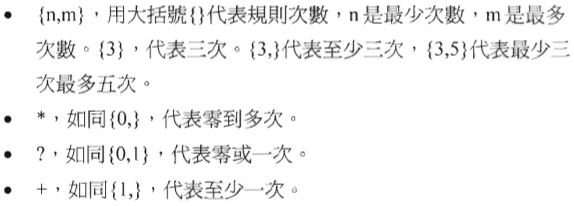 • {n,m}，用大括號{}代表規則次數，n 是最少次數，m 是最多
次數。{3}，代表三次。{3,}代表至少三次，{3,5}代表最少三
次最多五次。
• *，如同{0,}，代表零到多次。
• ?，如同{0,1}，代表零或一次。
• +，如同{1,}，代表至少一次。